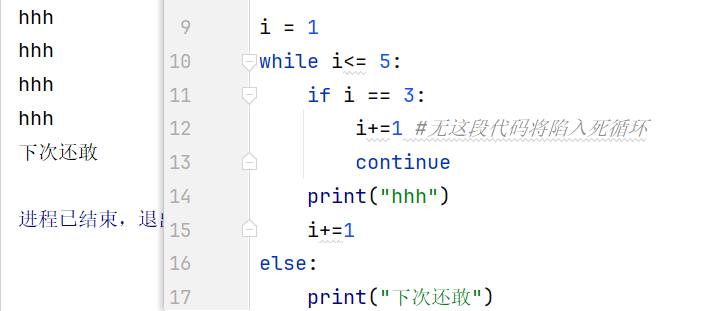 hhh
hhh
hhh
hhh
下次还敢
进程已结束，退
9 i = 1
10 while i<= 5:
11 if i == 3:
12 i+=1 #无这段代码将陷入死循环
13 continue
14 print("hhh")
15 i+=1
16 else:
17 print("下次还敢")